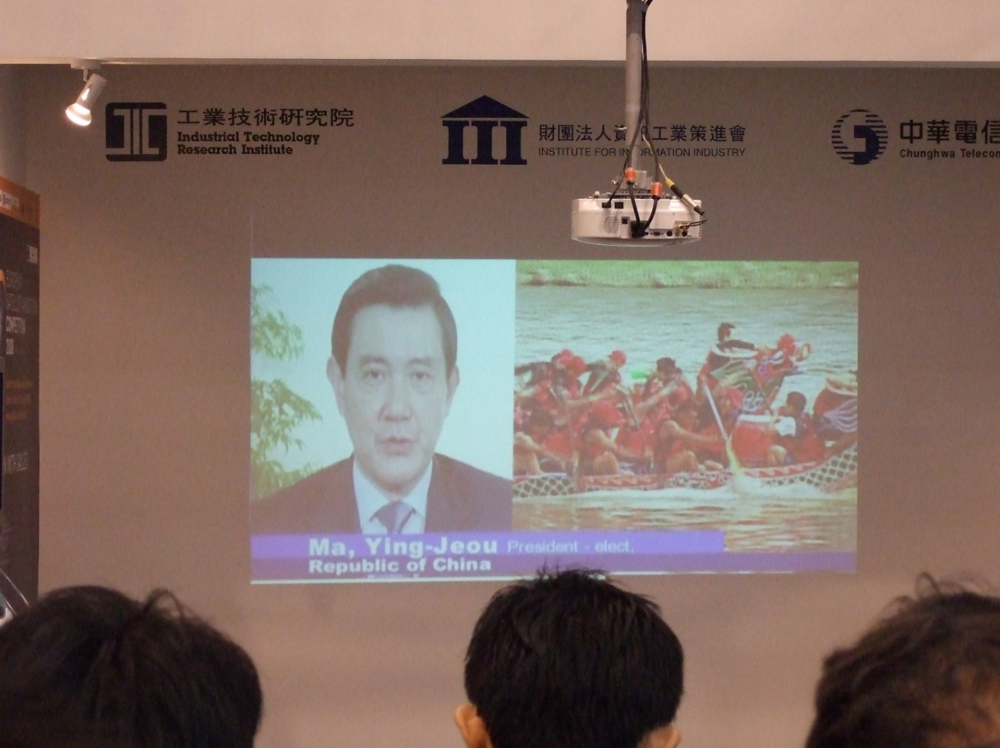 工業技術研究院
Industrial Technology
Research Institute
財團法人資 工業策進會
INSTITUTE FOR INFORMATION INDUSTRY
中華電信
Chunghwa Telecom
COMPETITION
Ma, Ying-Jeou President - elect,
Republic of China